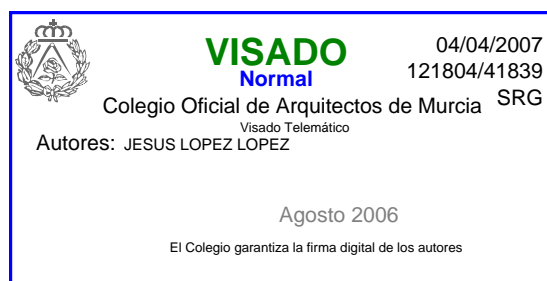 VISADO
04/04/2007
Normal
121804/41839
Colegio Oficial de Arquitectos de Murcia
SRG
Visado Telemático
Autores: JESUS LOPEZ LOPEZ
Agosto 2006
El Colegio garantiza la firma digital de los autores